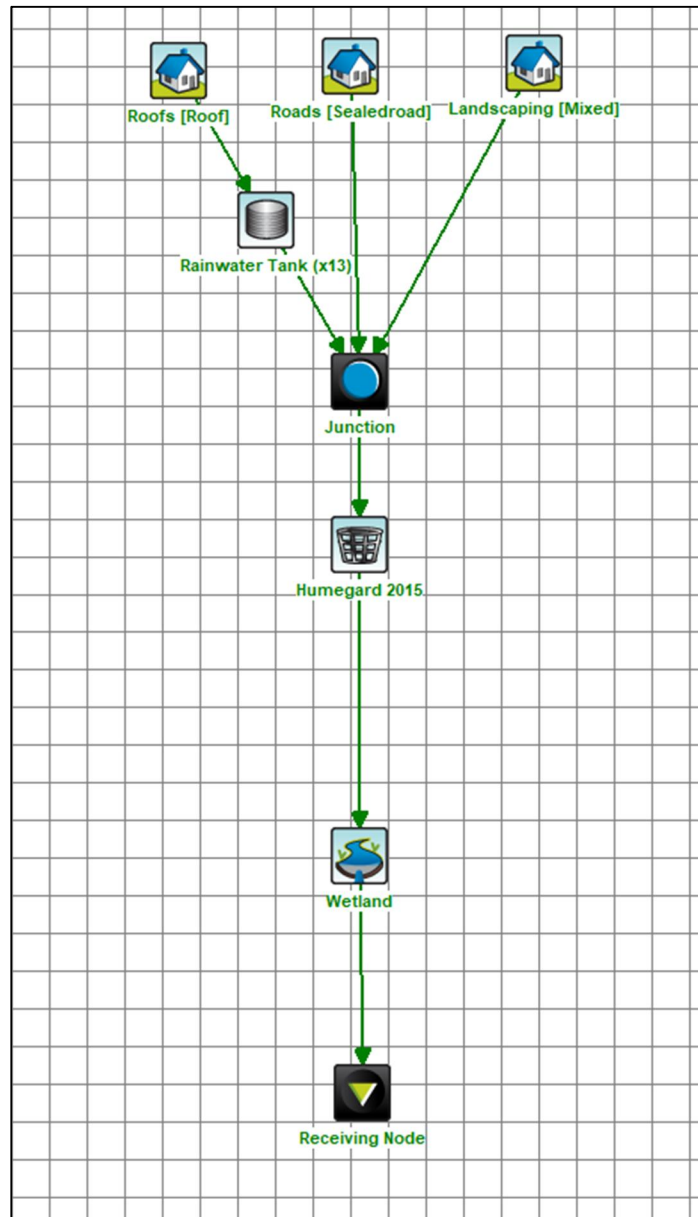 Roofs [Roof]
Roads [Sealedroad]
Landscaping [Mixed]
Rainwater Tank (x13)
Junction
Humegard 2015
Wetland
Receiving Node